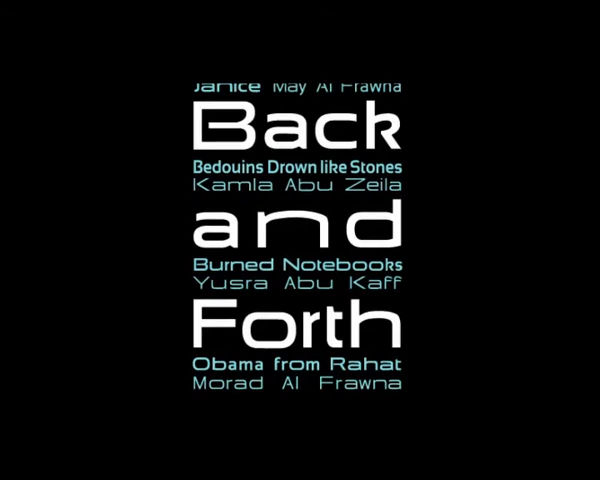 Janice May Al Frawna
Back
Bedouins Drown like Stones
Kamla Abu Zeila
and
Burned Notebooks
Yusra Abu Kaff
Forth
Obama from Rahat
Morad Al Frawna